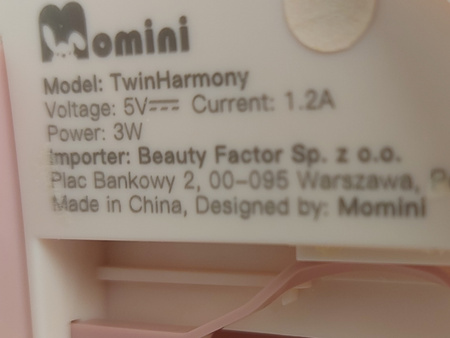 Momini
Model: TwinHarmony
Voltage: 5V⎓ Current: 1.2A
Power: 3W
Importer: Beauty Factor Sp. z o.o.
Plac Bankowy 2, 00-095 Warszawa,
Made in China, Designed by: Momini